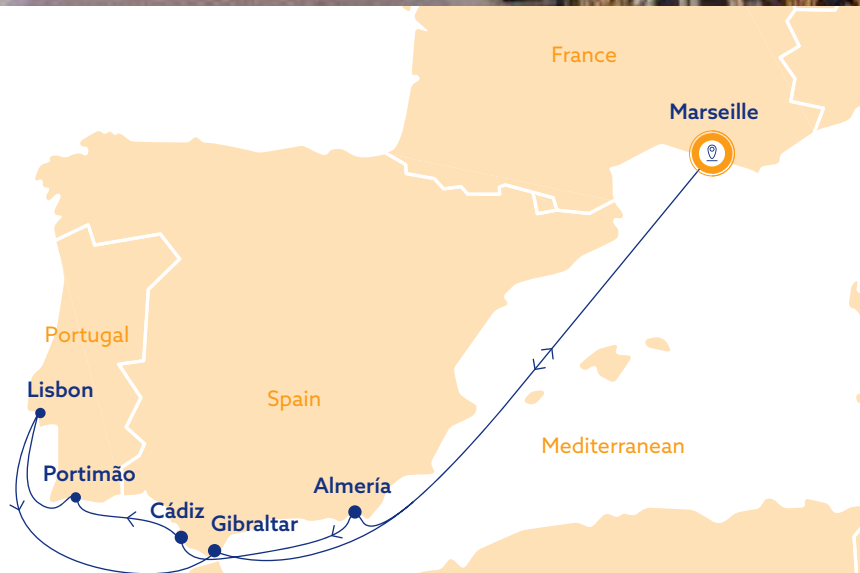 France
Marseille
Portugal
Lisbon
Spain
Mediterranean
Portimão
Almería
Cádiz
Gibraltar